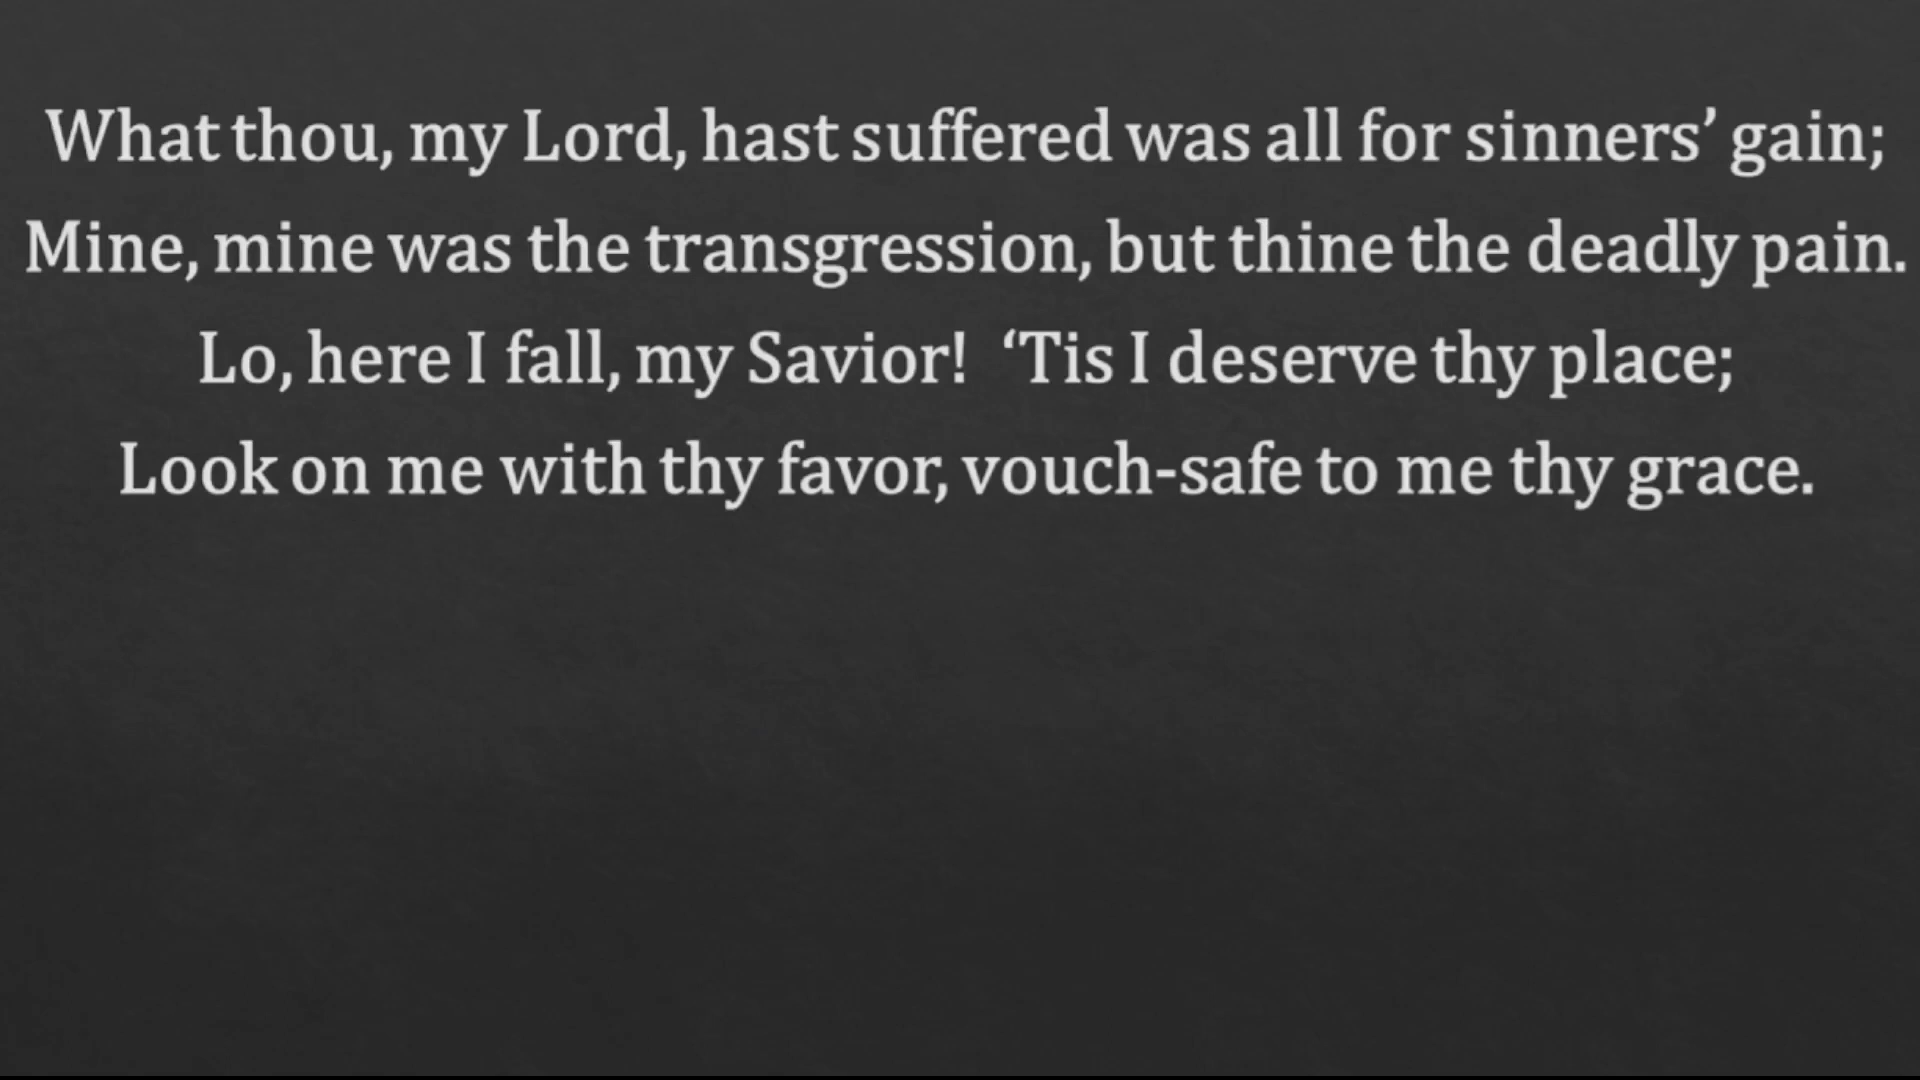 What thou, my Lord, hast suffered was all for sinners’ gain;
Mine, mine was the transgression, but thine the deadly pain.
Lo, here I fall, my Savior!  ‘Tis I deserve thy place;
Look on me with thy favor, vouch-safe to me thy grace.